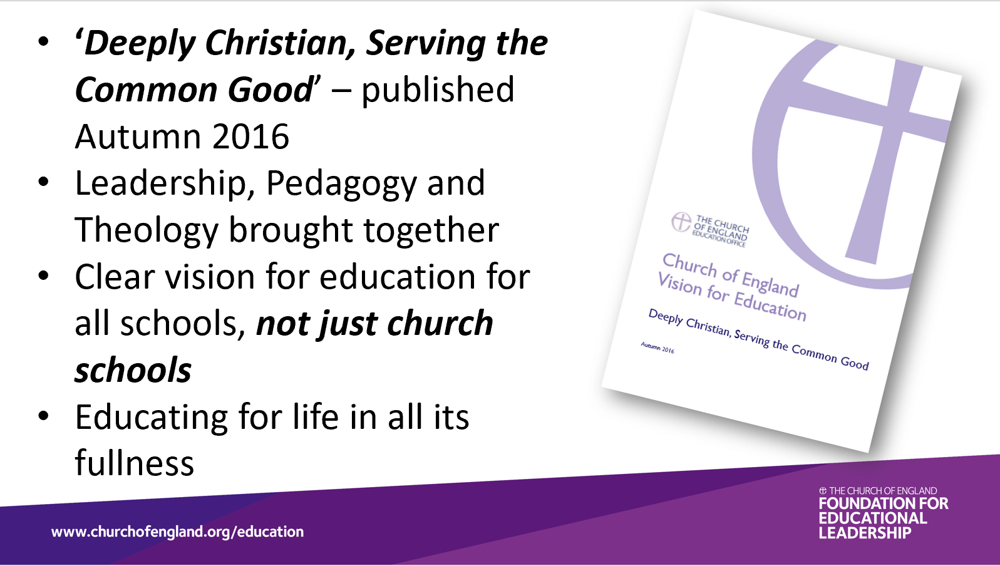 • ‘Deeply Christian, Serving the
Common Good’ – published
Autumn 2016
• Leadership, Pedagogy and
Theology brought together
• Clear vision for education for
all schools, not just church
schools
• Educating for life in all its
fullness
THE CHURCH
OF ENGLAND
EDUCATION OFFICE
Church of England
Vision for Education
Deeply Christian, Serving the Common Good
Autumn 2016
www.churchofengland.org/education
THE CHURCH OF ENGLAND
FOUNDATION FOR
EDUCATIONAL
LEADERSHIP